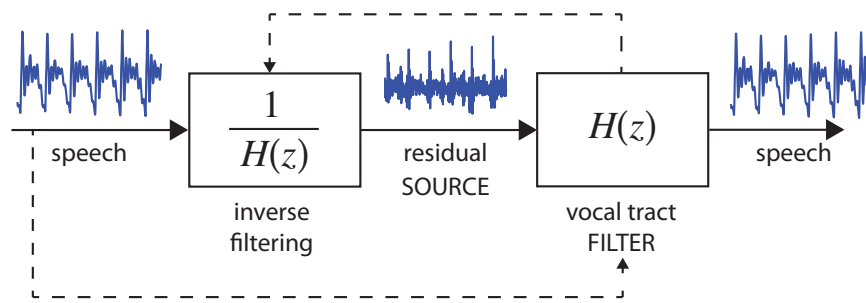 1
H(z)
H(z)
speech
residual
SOURCE
speech
inverse
filtering
vocal tract
FILTER